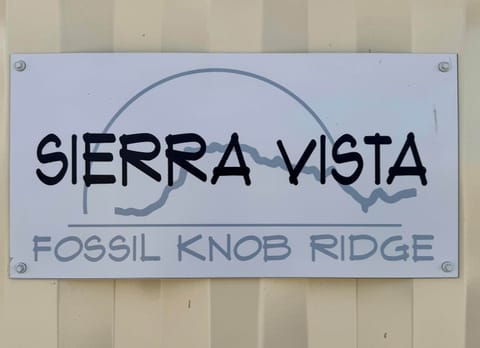 SIERRA VISTA
FOSSIL KNOB RIDGE